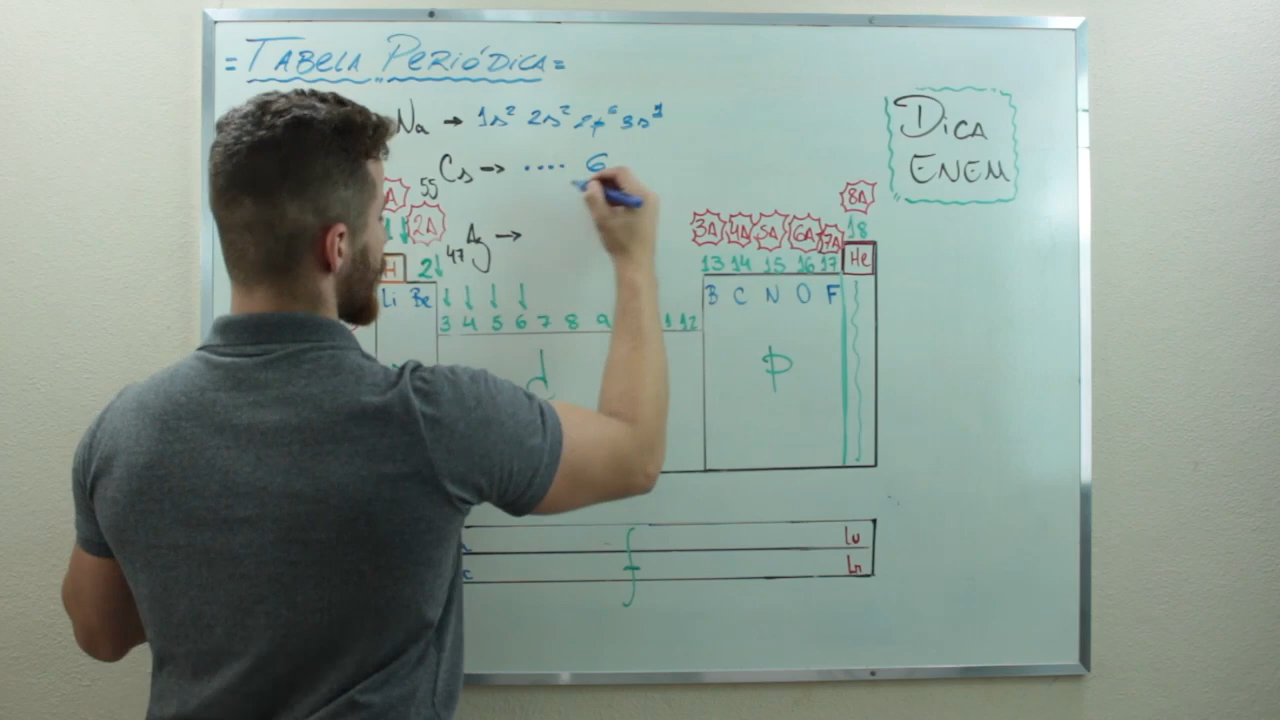 = TABELA PERIÓDICA =
Na → 1s² 2s² 2p⁶ 3s¹
DICA
ENEM
55 Cs → .... 6
8A
2A
3A 4A 5A 6A 7A
18
47 Ag →
H 2
13 14 15 16 17
He
Li Be
B C N O F
3 4 5 6 7 8 9 12
d
p
f
Lu
Lr